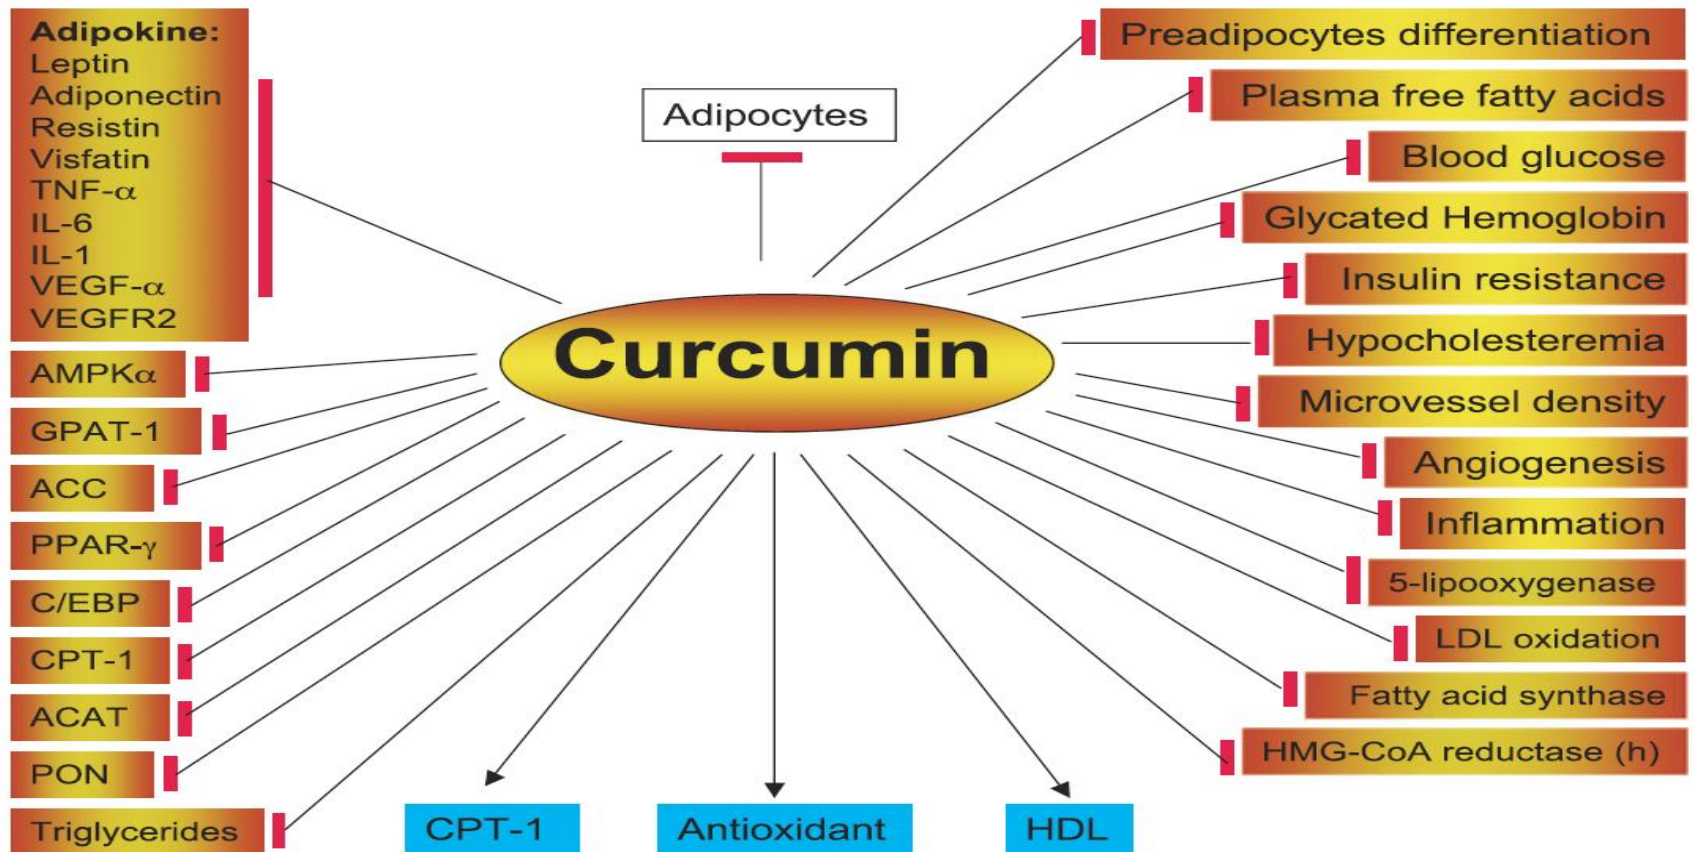 Adipokine:
Leptin
Adiponectin
Resistin
Visfatin
TNF-α
IL-6
IL-1
VEGF-α
VEGFR2
AMPKα
GPAT-1
ACC
PPAR-γ
C/EBP
CPT-1
ACAT
PON
Triglycerides
Adipocytes
Curcumin
CPT-1
Antioxidant
HDL
Preadipocytes differentiation
Plasma free fatty acids
Blood glucose
Glycated Hemoglobin
Insulin resistance
Hypocholesteremia
Microvessel density
Angiogenesis
Inflammation
5-lipooxygenase
LDL oxidation
Fatty acid synthase
HMG-CoA reductase (h)